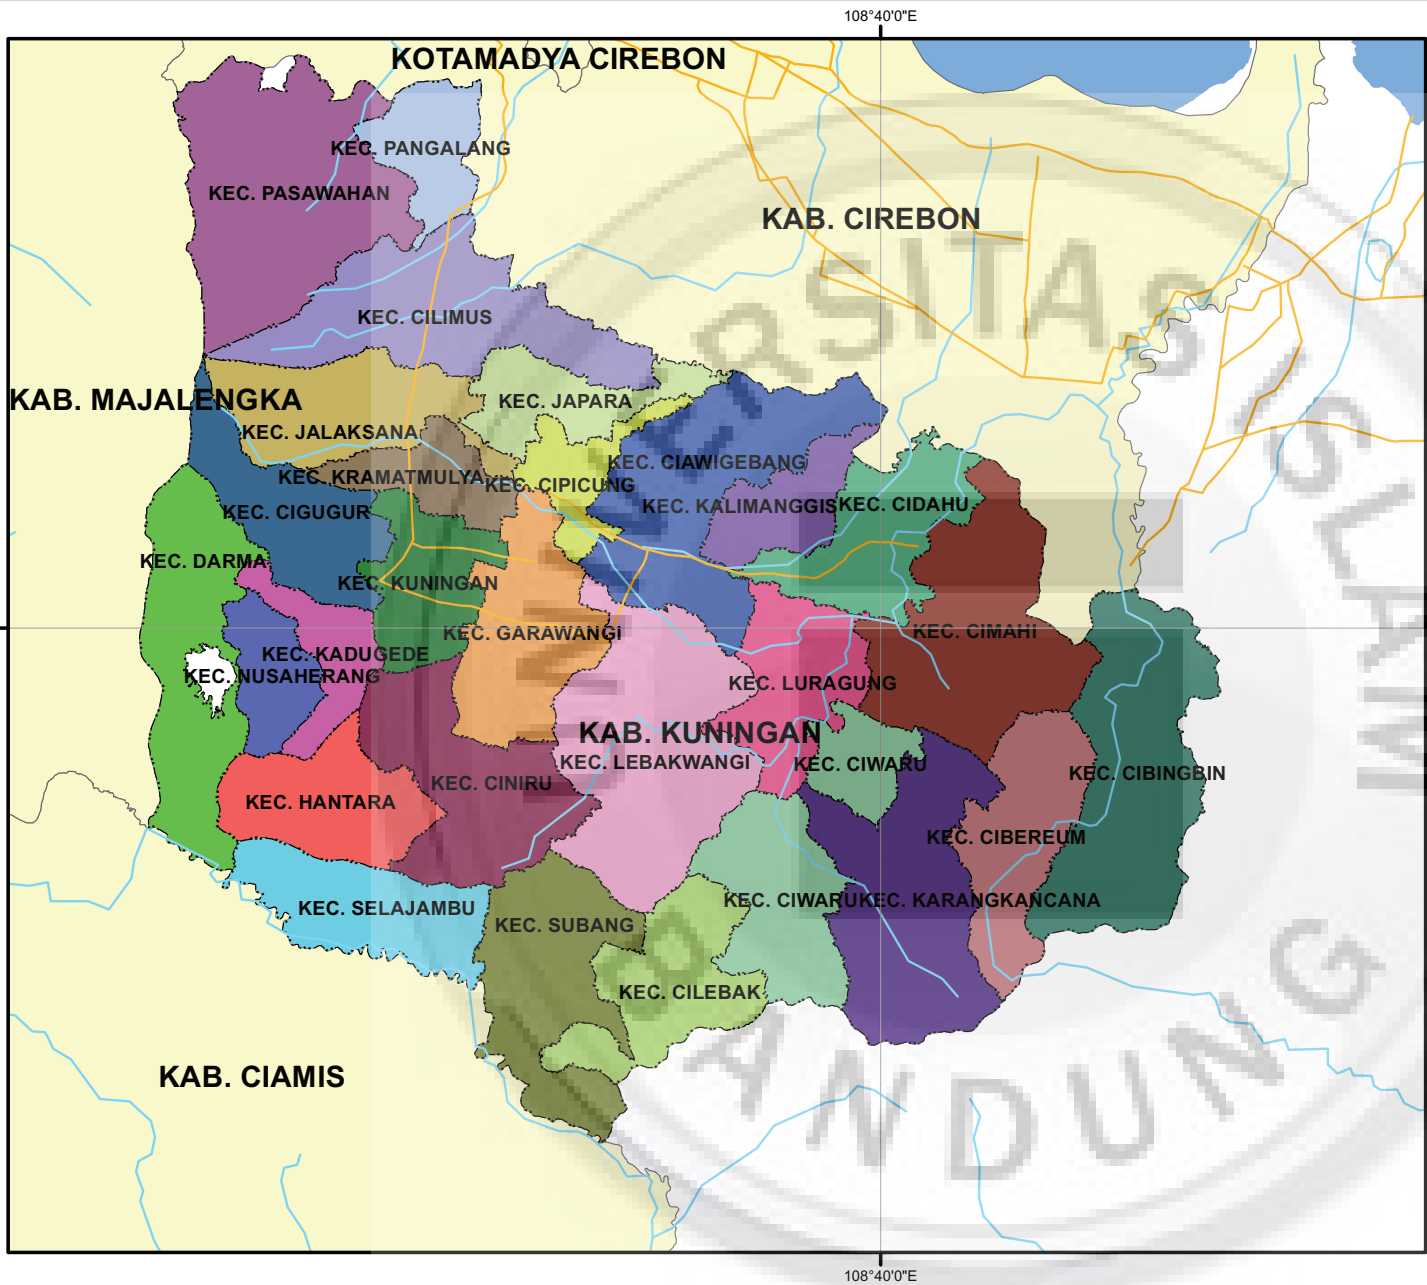 108°40'0"E
KOTAMADYA CIREBON
KEC. PANGALANG
KEC. PASAWAHAN
KAB. CIREBON
KEC. CILIMUS
KAB. MAJALENGKA
KEC. JAPARA
KEC. JALAKSANA
KEC. CIAWIGEBANG
KEC. KRAMATMULYA
KEC. CIPICUNG
KEC. KALIMANGGIS
KEC. CIDAHU
KEC. CIGUGUR
KEC. DARMA
KEC. KUNINGAN
KEC. GARAWANGI
KEC. CIMAHI
KEC. KADUGEDE
KEC. NUSAHERANG
KEC. LURAGUNG
KAB. KUNINGAN
KEC. LEBAKWANGI
KEC. CIWARU
KEC. CIBINGBIN
KEC. CINIRU
KEC. HANTARA
KEC. CIBEREUM
KEC. CIWARU
KEC. KARANGKANCANA
KEC. SELAJAMBU
KEC. SUBANG
KEC. CILEBAK
KAB. CIAMIS
UNIVERSITAS ISLAM
BANDUNG
108°40'0"E